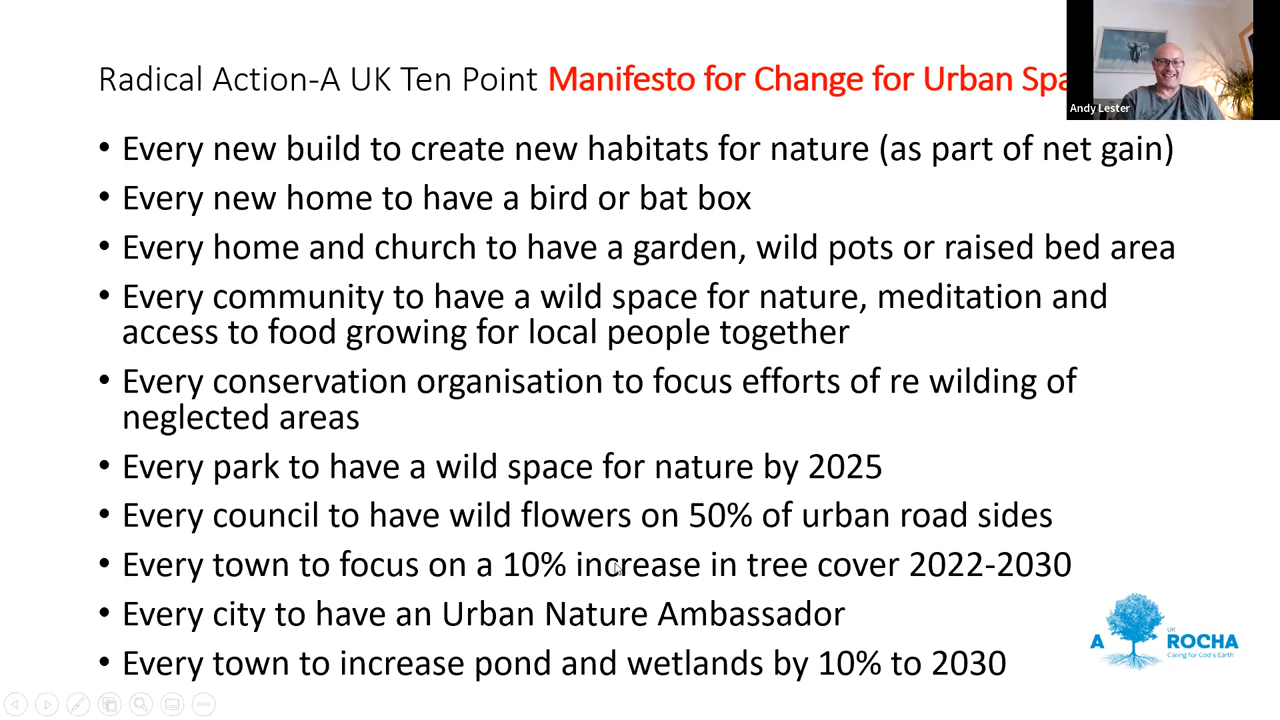 Radical Action-A UK Ten Point Manifesto for Change for Urban
Andy Lester
• Every new build to create new habitats for nature (as part of net gain)
• Every new home to have a bird or bat box
• Every home and church to have a garden, wild pots or raised bed area
• Every community to have a wild space for nature, meditation and
access to food growing for local people together
• Every conservation organisation to focus efforts of re wilding of
neglected areas
• Every park to have a wild space for nature by 2025
• Every council to have wild flowers on 50% of urban road sides
• Every town to focus on a 10% increase in tree cover 2022-2030
• Every city to have an Urban Nature Ambassador
• Every town to increase pond and wetlands by 10% to 2030
UK
A ROCHA
Caring for God's Earth